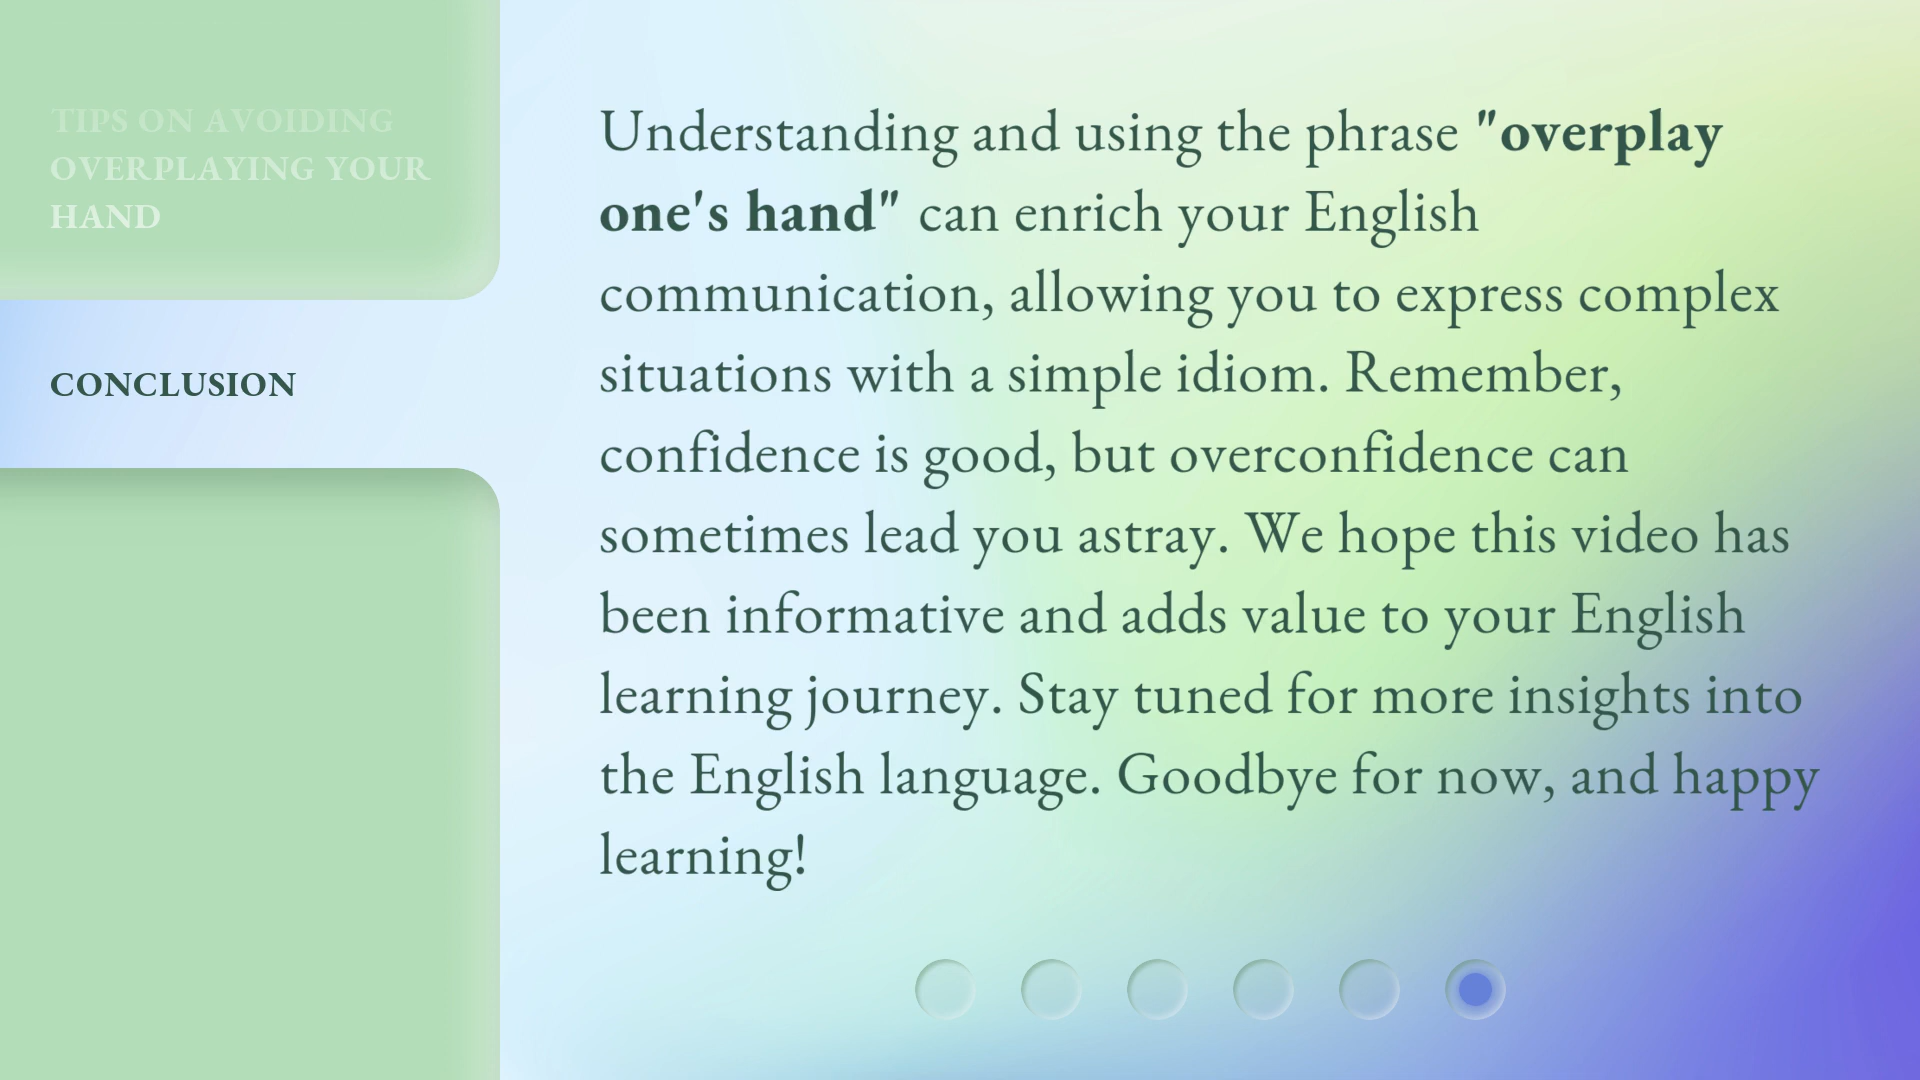 TIPS ON AVOIDING
OVERPLAYING YOUR
HAND
CONCLUSION
Understanding and using the phrase "overplay
one's hand" can enrich your English
communication, allowing you to express complex
situations with a simple idiom. Remember,
confidence is good, but overconfidence can
sometimes lead you astray. We hope this video has
been informative and adds value to your English
learning journey. Stay tuned for more insights into
the English language. Goodbye for now, and happy
learning!